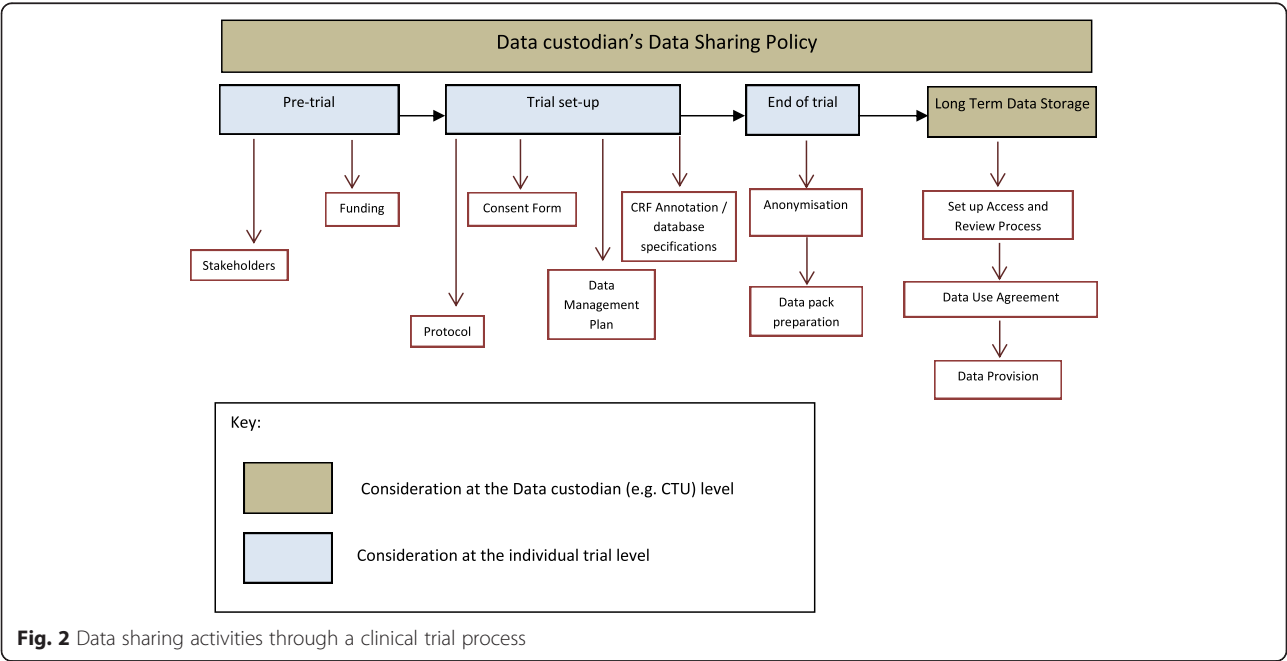 Data custodian’s Data Sharing Policy
Pre-trial
Trial set-up
End of trial
Long Term Data Storage
Stakeholders
Funding
Protocol
Consent Form
Data
Management
Plan
CRF Annotation /
database
specifications
Anonymisation
Data pack
preparation
Set up Access and
Review Process
Data Use Agreement
Data Provision
Key:
Consideration at the Data custodian (e.g. CTU) level
Consideration at the individual trial level
Fig. 2 Data sharing activities through a clinical trial process